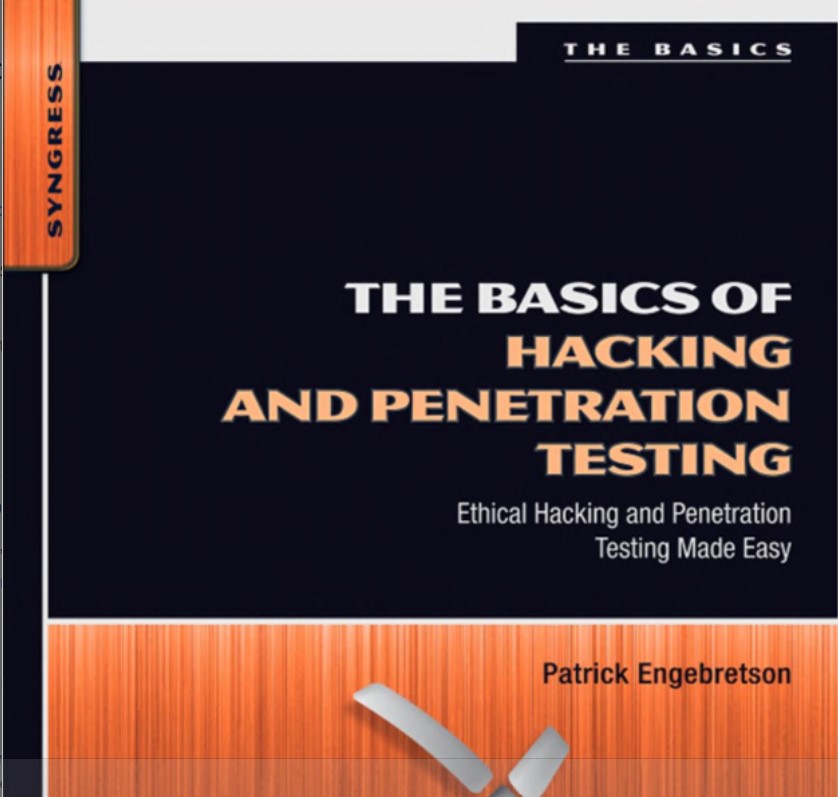 THE BASICS
SYNGRESS
THE BASICS OF
HACKING
AND PENETRATION
TESTING
Ethical Hacking and Penetration
Testing Made Easy
Patrick Engebretson